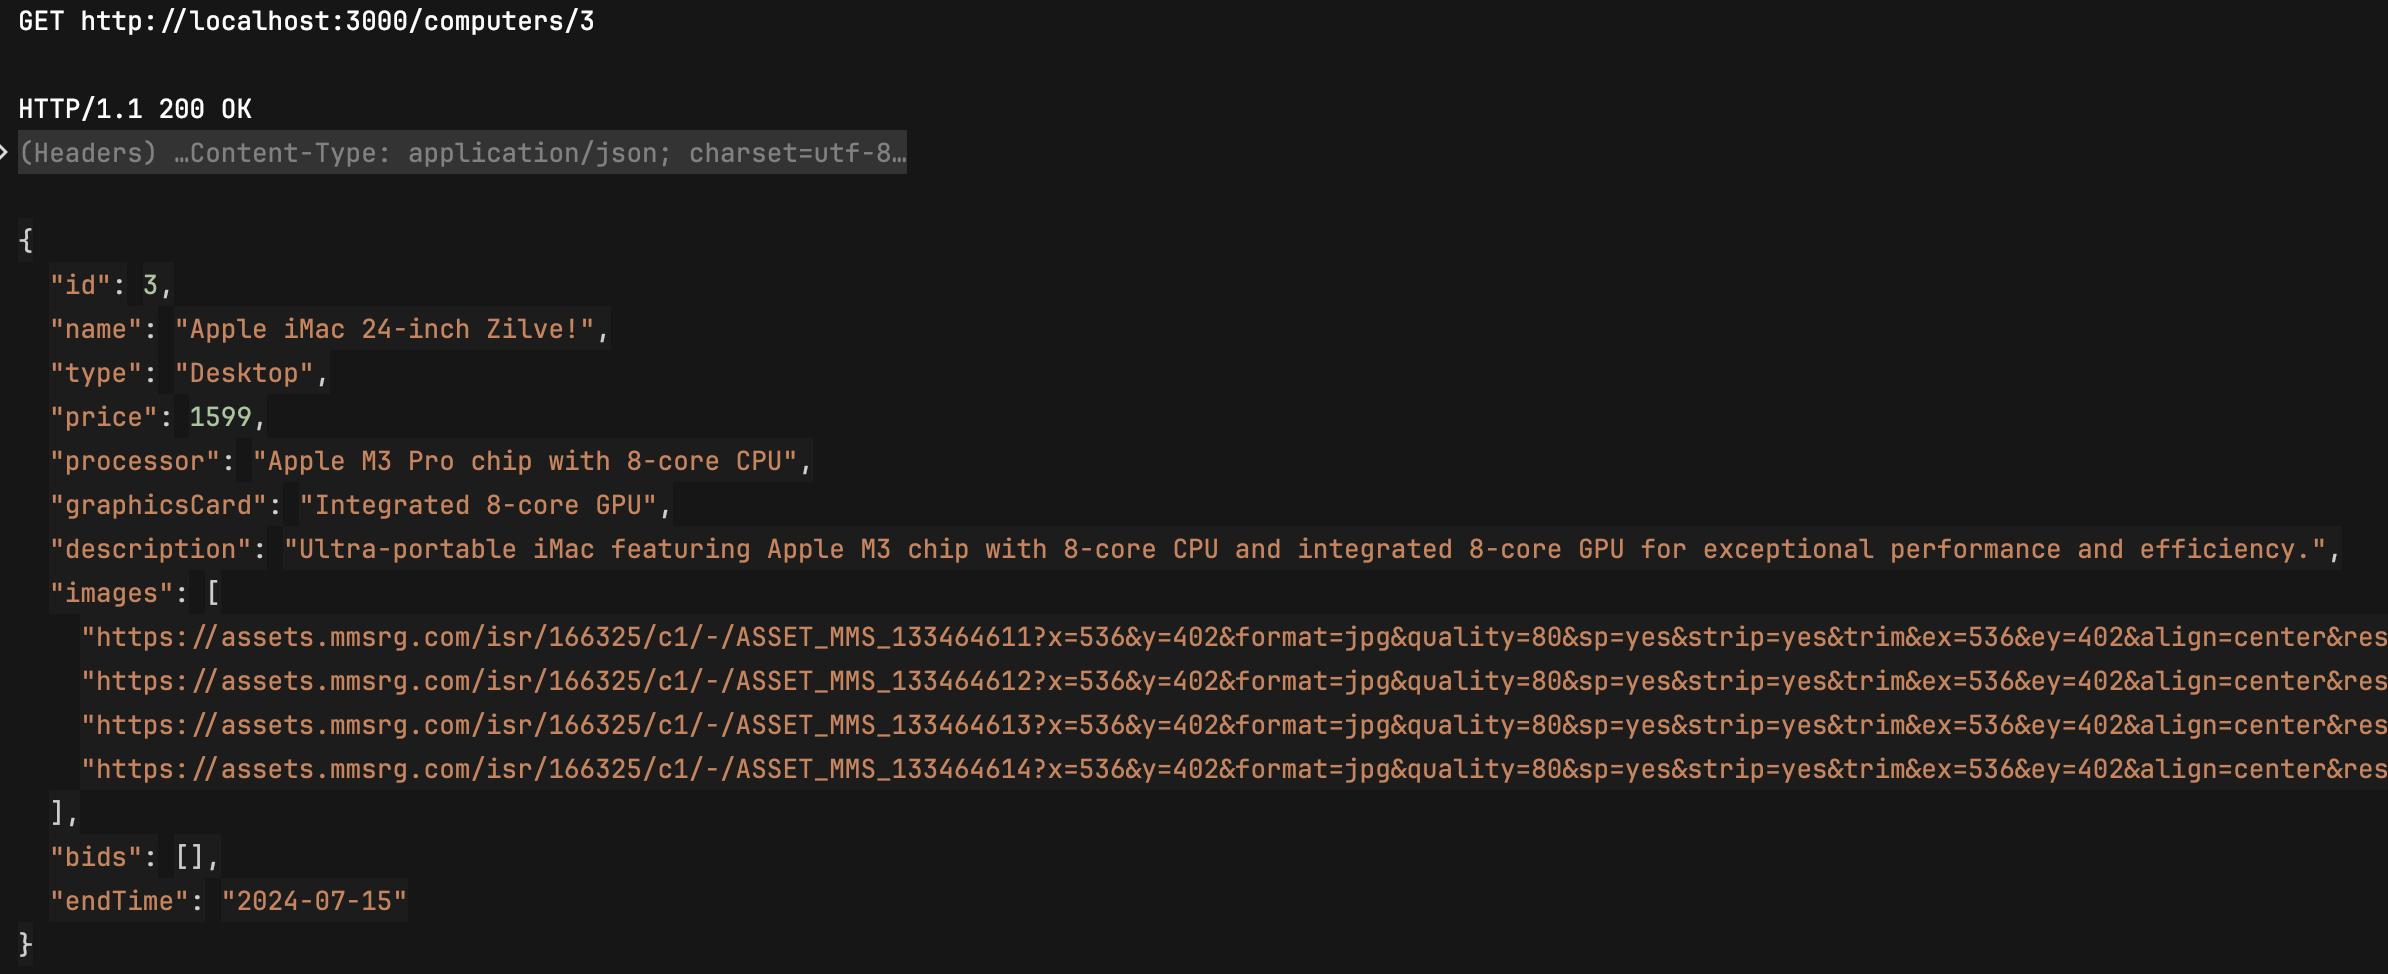 GET http://localhost:3000/computers/3
HTTP/1.1 200 OK
(Headers) …Content-Type: application/json; charset=utf-8…
{
"id": 3,
"name": "Apple iMac 24-inch Zilve!",
"type": "Desktop",
"price": 1599,
"processor": "Apple M3 Pro chip with 8-core CPU",
"graphicsCard": "Integrated 8-core GPU",
"description": "Ultra-portable iMac featuring Apple M3 chip with 8-core CPU and integrated 8-core GPU for exceptional performance and efficiency.",
"images": [
"https://assets.mmsrg.com/isr/166325/c1/-/ASSET_MMS_133464611?x=536&y=402&format=jpg&quality=80&sp=yes&strip=yes&trim&ex=536&ey=402&align=center&res
"https://assets.mmsrg.com/isr/166325/c1/-/ASSET_MMS_133464612?x=536&y=402&format=jpg&quality=80&sp=yes&strip=yes&trim&ex=536&ey=402&align=center&res
"https://assets.mmsrg.com/isr/166325/c1/-/ASSET_MMS_133464613?x=536&y=402&format=jpg&quality=80&sp=yes&strip=yes&trim&ex=536&ey=402&align=center&res
"https://assets.mmsrg.com/isr/166325/c1/-/ASSET_MMS_133464614?x=536&y=402&format=jpg&quality=80&sp=yes&strip=yes&trim&ex=536&ey=402&align=center&res
],
"bids": [],
"endTime": "2024-07-15"
}